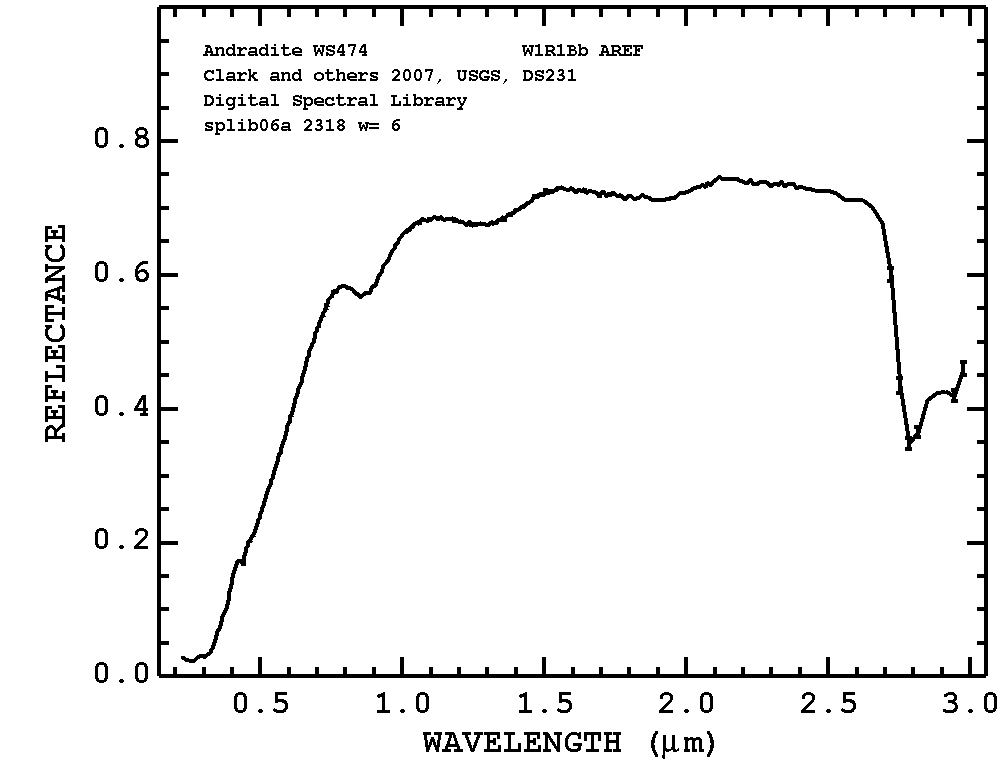 Andradite WS474 W1R1Bb AREF
Clark and others 2007, USGS, DS231
Digital Spectral Library
splib06a 2318 w= 6
0.8
0.6
0.4
0.2
0.0
REFLECTANCE
0.5 1.0 1.5 2.0 2.5 3.0
WAVELENGTH (μm)